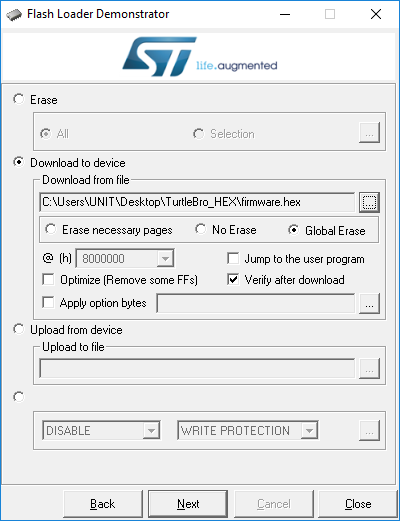 Flash Loader Demonstrator
ST
life.augmented
Erase
All Selection ...
Download to device
Download from file
C:\Users\UNIT\Desktop\TurtleBro_HEX\firmware.hex ...
Erase necessary pages No Erase Global Erase
@ (h) 8000000 Jump to the user program
Optimize (Remove some FFs) Verify after download
Apply option bytes ...
Upload from device
Upload to file
...
DISABLE WRITE PROTECTION ...
Back Next Cancel Close